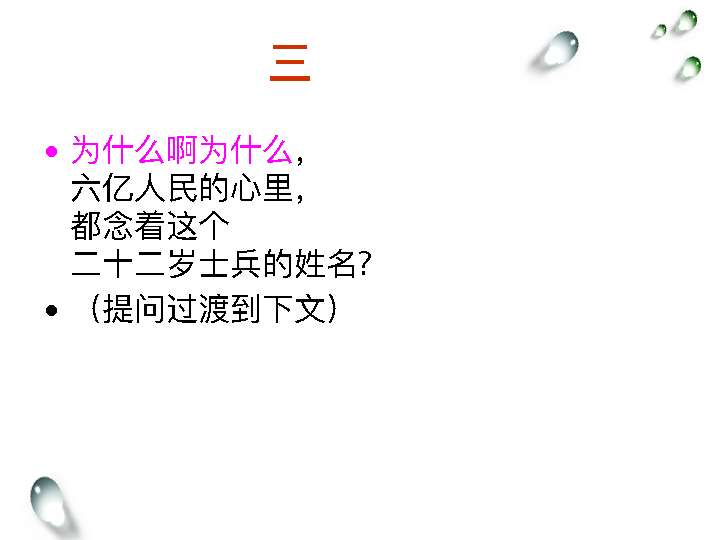 三
• 为什么啊为什么，
六亿人民的心里，
都念着这个
二十二岁士兵的姓名？
• （提问过渡到下文）